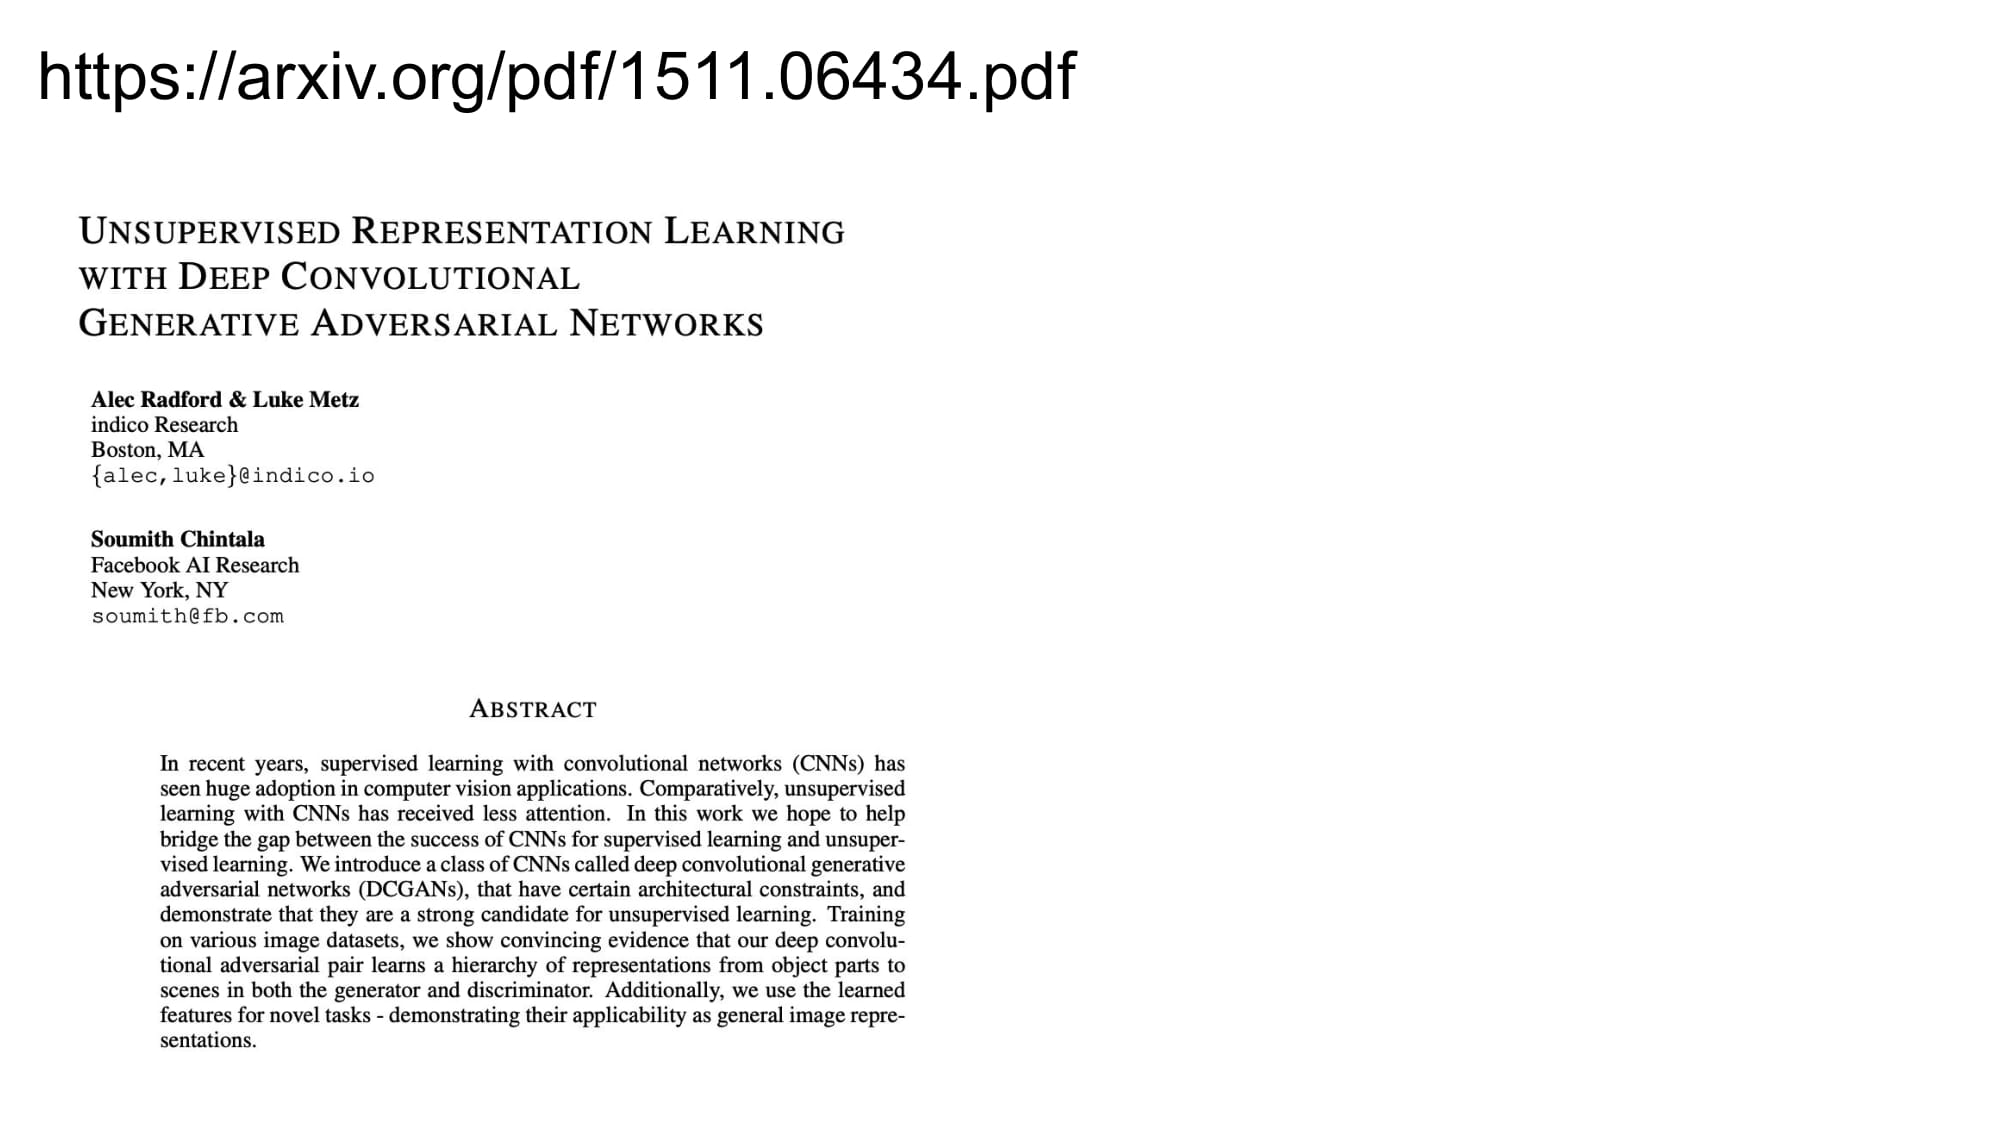 https://arxiv.org/pdf/1511.06434.pdf
UNSUPERVISED REPRESENTATION LEARNING
WITH DEEP CONVOLUTIONAL
GENERATIVE ADVERSARIAL NETWORKS
Alec Radford & Luke Metz
indico Research
Boston, MA
{alec,luke}@indico.io
Soumith Chintala
Facebook AI Research
New York, NY
soumith@fb.com
ABSTRACT
In recent years, supervised learning with convolutional networks (CNNs) has
seen huge adoption in computer vision applications. Comparatively, unsupervised
learning with CNNs has received less attention. In this work we hope to help
bridge the gap between the success of CNNs for supervised learning and unsuper-
vised learning. We introduce a class of CNNs called deep convolutional generative
adversarial networks (DCGANs), that have certain architectural constraints, and
demonstrate that they are a strong candidate for unsupervised learning. Training
on various image datasets, we show convincing evidence that our deep convolu-
tional adversarial pair learns a hierarchy of representations from object parts to
scenes in both the generator and discriminator. Additionally, we use the learned
features for novel tasks - demonstrating their applicability as general image repre-
sentations.